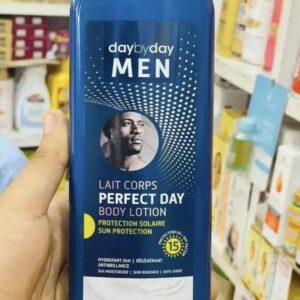 daybyday
MEN
LAIT CORPS
PERFECT DAY
BODY LOTION
PROTECTION SOLAIRE
SUN PROTECTION
15
HYDRATANT 24H | RÉGÉNÉRANT
ANTIBRILLANCE
24H MOISTURIZER | SKIN RENEWER | ANTI-SHINE